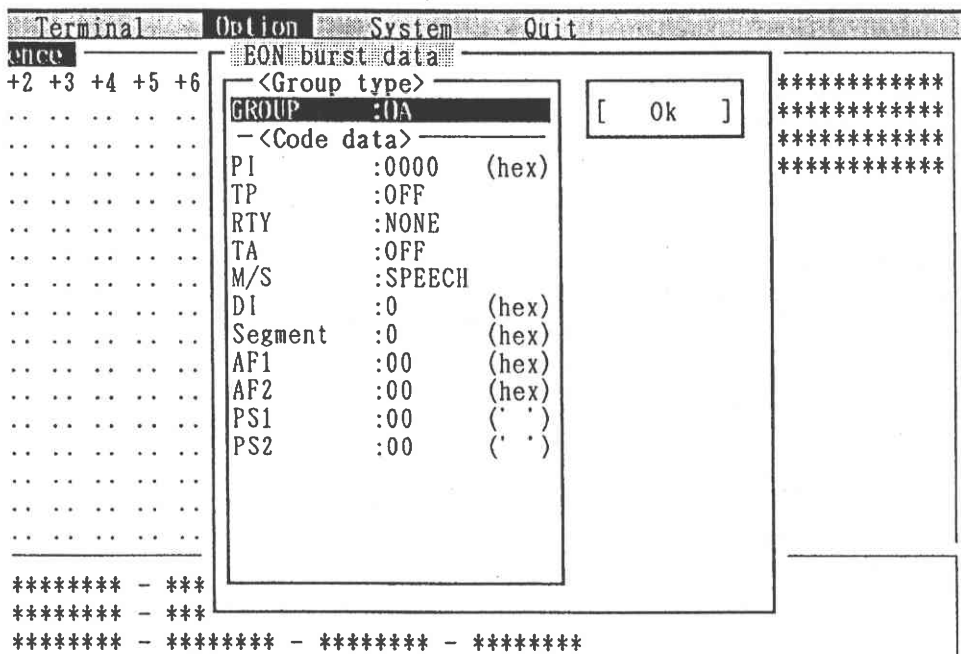 Terminal Option System Quit
ence
EON burst data
+2 +3 +4 +5 +6
<Group type>
GROUP :0A
[ Ok ]
<Code data>
PI :0000 (hex)
TP :OFF
RTY :NONE
TA :OFF
M/S :SPEECH
DI :0 (hex)
Segment :0 (hex)
AF1 :00 (hex)
AF2 :00 (hex)
PS1 :00 (' ')
PS2 :00 (' ')
************
************
************
************
******** - ***
******** - ***
******** - ******** - ******** - ********